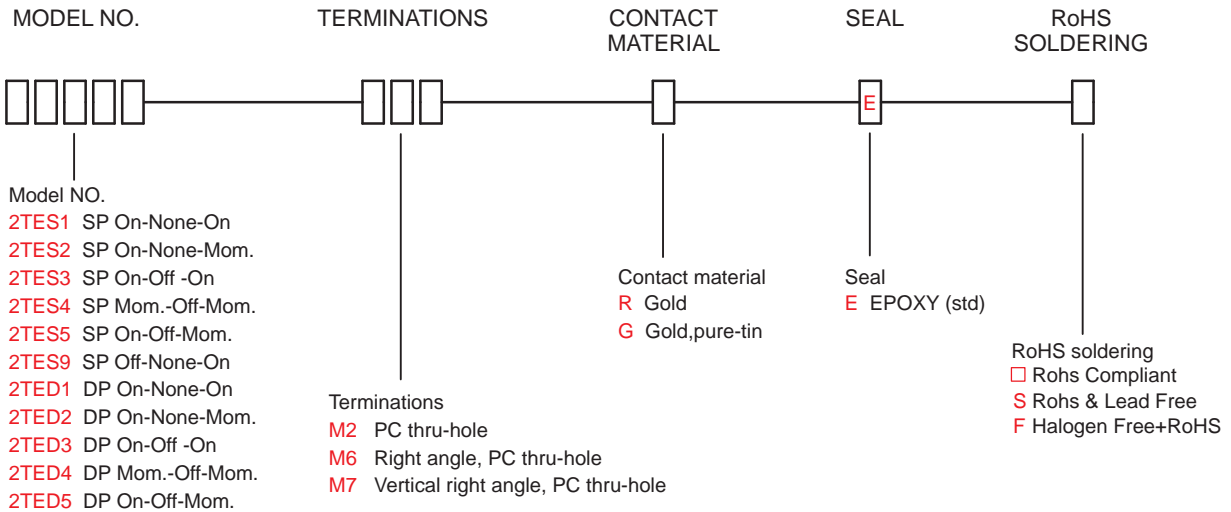 MODEL NO.
TERMINATIONS
CONTACT
MATERIAL
SEAL
RoHS
SOLDERING
E
Model NO.
2TES1 SP On-None-On
2TES2 SP On-None-Mom.
2TES3 SP On-Off -On
2TES4 SP Mom.-Off-Mom.
2TES5 SP On-Off-Mom.
2TES9 SP Off-None-On
2TED1 DP On-None-On
2TED2 DP On-None-Mom.
2TED3 DP On-Off -On
2TED4 DP Mom.-Off-Mom.
2TED5 DP On-Off-Mom.
Terminations
M2 PC thru-hole
M6 Right angle, PC thru-hole
M7 Vertical right angle, PC thru-hole
Contact material
R Gold
G Gold,pure-tin
Seal
E EPOXY (std)
RoHS soldering
□ Rohs Compliant
S Rohs & Lead Free
F Halogen Free+RoHS